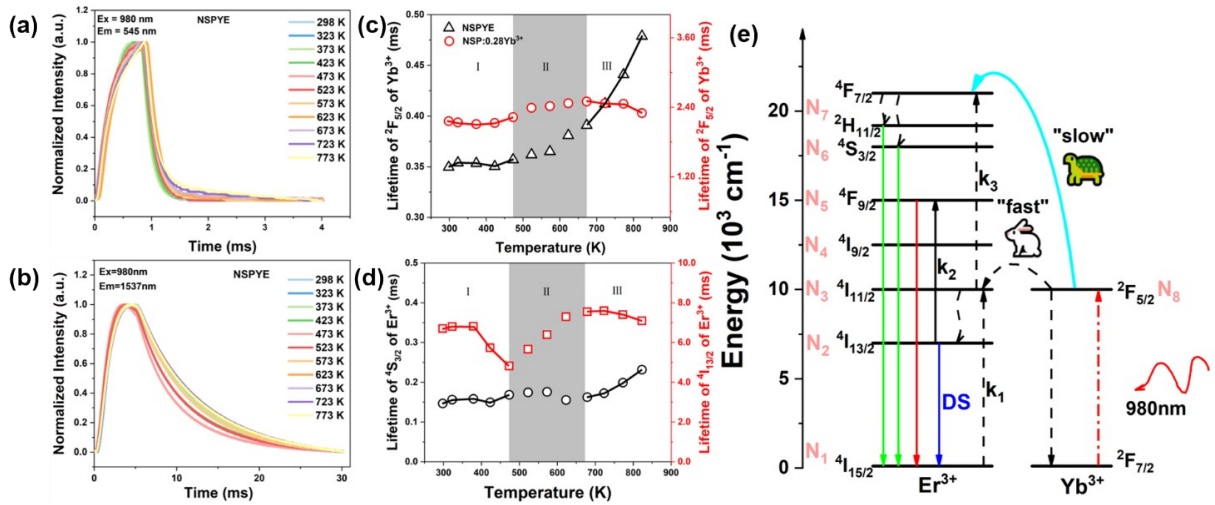 (a)
Ex = 980 nm
Em = 545 nm
NSPYE
298 K
323 K
373 K
423 K
473 K
523 K
573 K
623 K
673 K
723 K
773 K
Normalized Intensity (a.u.)
1.0
0.8
0.6
0.4
0.2
0.0
0 1 2 3 4 5
Time (ms)
(b)
Ex=980nm
Em=1537nm
NSPYE
298 K
323 K
373 K
423 K
473 K
523 K
573 K
623 K
673 K
723 K
773 K
Normalized Intensity (a.u.)
1.0
0.8
0.6
0.4
0.2
0.0
0 10 20 30
Time (ms)
(c)
Lifetime of ²F₅/₂ of Yb³⁺ (ms)
0.50
0.45
0.40
0.35
0.30
NSPYE
NSP:0.28Yb³⁺
I II III
3.60
2.40
1.20
Lifetime of ²F₅/₂ of Yb³⁺ (ms)
200 300 400 500 600 700 800 900
Temperature (K)
(d)
Lifetime of ⁴S₃/₂ of Er³⁺ (ms)
0.5
0.4
0.3
0.2
0.1
0.0
I II III
10.0
8.0
6.0
4.0
2.0
0.0
Lifetime of ⁴I₁₃/₂ of Er³⁺ (ms)
200 300 400 500 600 700 800 900
Temperature (K)
(e)
Energy (10³ cm⁻¹)
20
15
10
5
0
⁴F₇/₂
N₇ ²H₁₁/₂
N₆ ⁴S₃/₂
N₅ ⁴F₉/₂
N₄ ⁴I₉/₂
N₃ ⁴I₁₁/₂
N₂ ⁴I₁₃/₂
N₁ ⁴I₁₅/₂
k₃
"slow"
"fast"
k₂
²F₅/₂ N₈
DS
k₁
980nm
²F₇/₂
Er³⁺
Yb³⁺